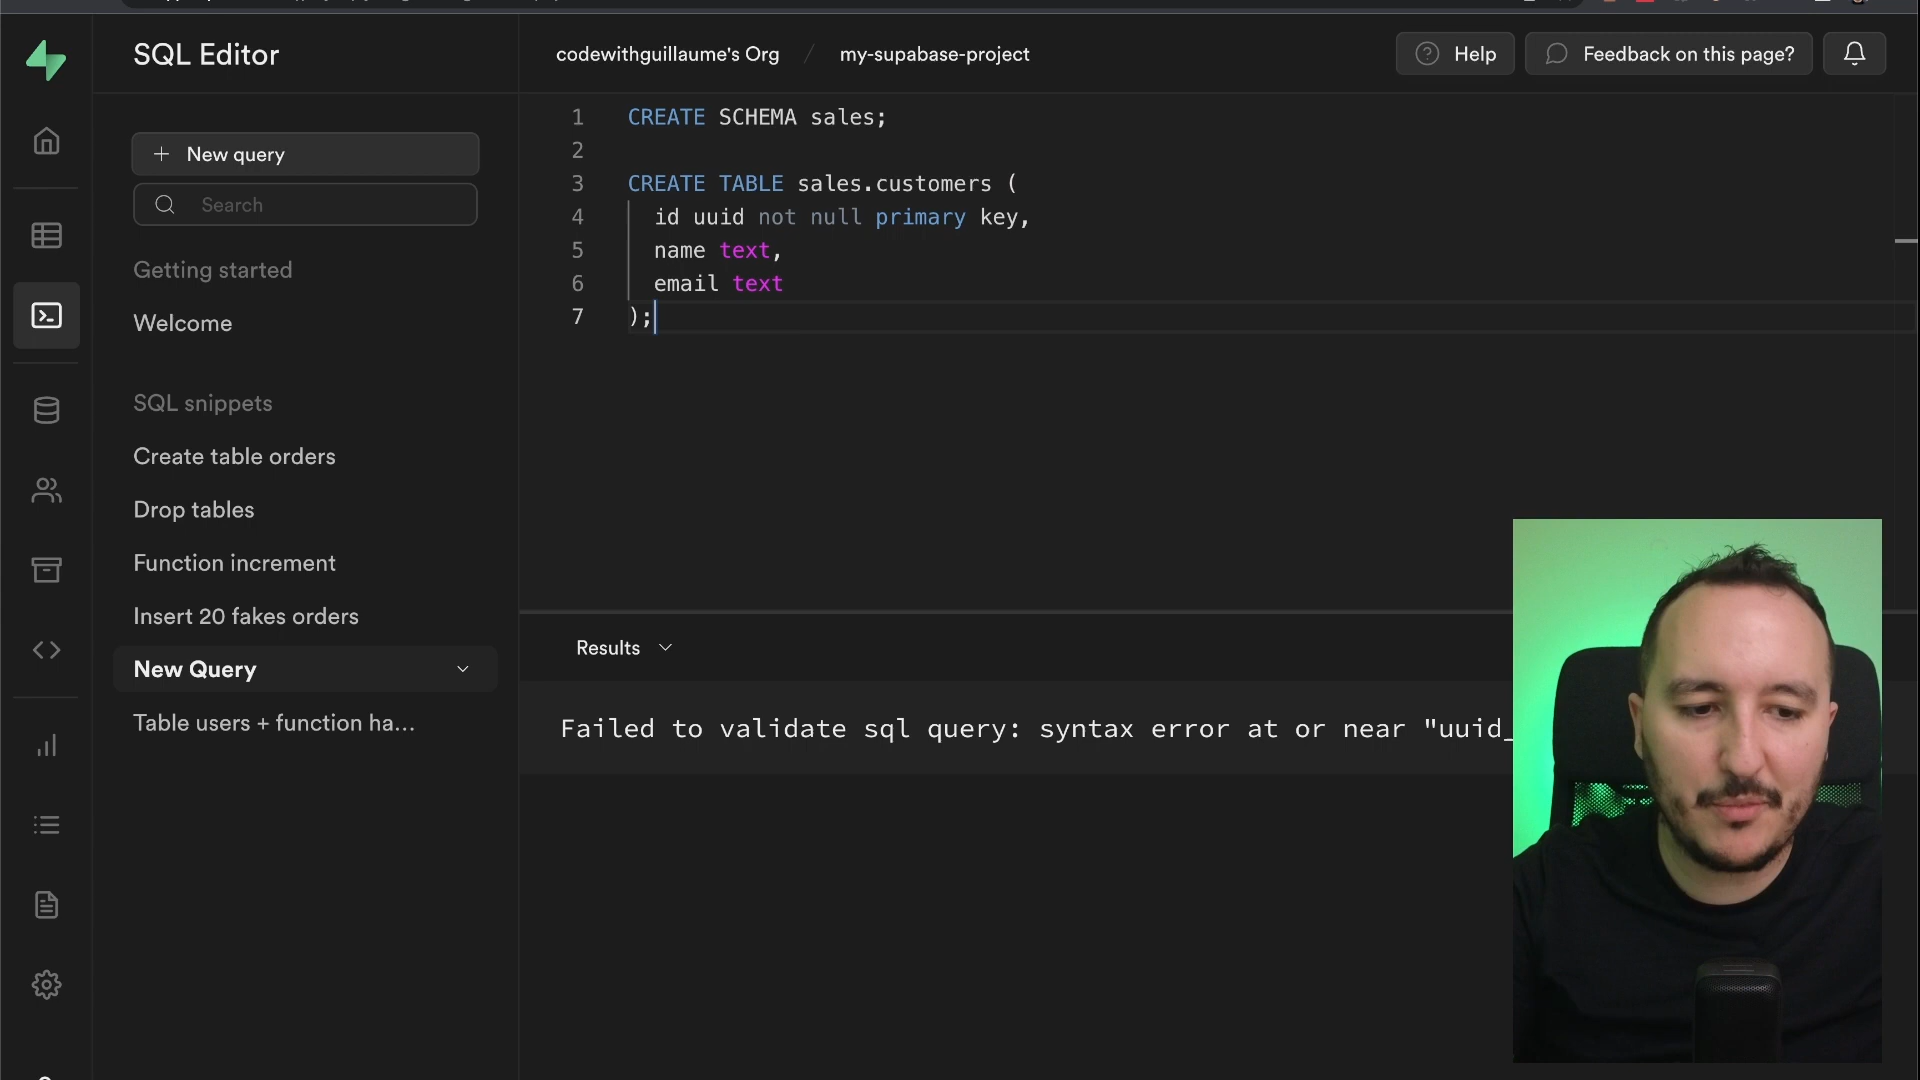 SQL Editor
codewithguillaume's Org / my-supabase-project
Help
Feedback on this page?
New query
Search
Getting started
Welcome
SQL snippets
Create table orders
Drop tables
Function increment
Insert 20 fakes orders
New Query
Table users + function ha...
1 CREATE SCHEMA sales;
2
3 CREATE TABLE sales.customers (
4 id uuid not null primary key,
5 name text,
6 email text
7 );
Results
Failed to validate sql query: syntax error at or near "uuid_